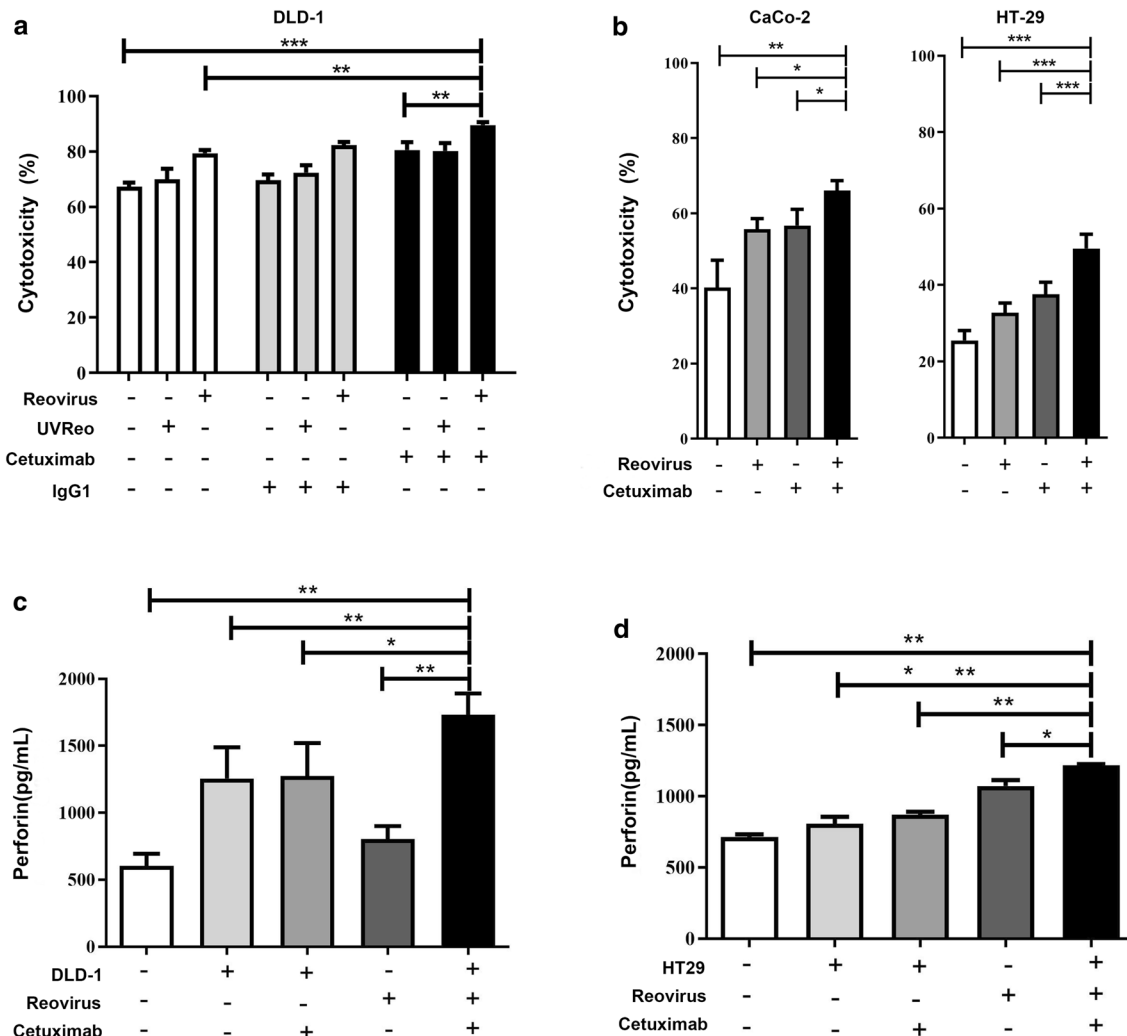 a
DLD-1
***
**
**
Cytotoxicity (%)
100
80
60
40
20
0
Reovirus - - + - - + - - +
UVReo - + - - + - - + -
Cetuximab - - - - - - + + +
IgG1 - - - + + + - - -
b
CaCo-2
**
*
*
Cytotoxicity (%)
100
80
60
40
20
0
HT-29
***
***
***
100
80
60
40
20
0
Reovirus - + - + - + - +
Cetuximab - - + + - - + +
c
**
**
*
**
Perforin(pg/mL)
2000
1500
1000
500
0
DLD-1 - + + - +
Reovirus - - - + +
Cetuximab - - + - +
d
**
* **
**
*
Perforin(pg/mL)
2000
1500
1000
500
0
HT29 - + + - +
Reovirus - - - + +
Cetuximab - - + - +